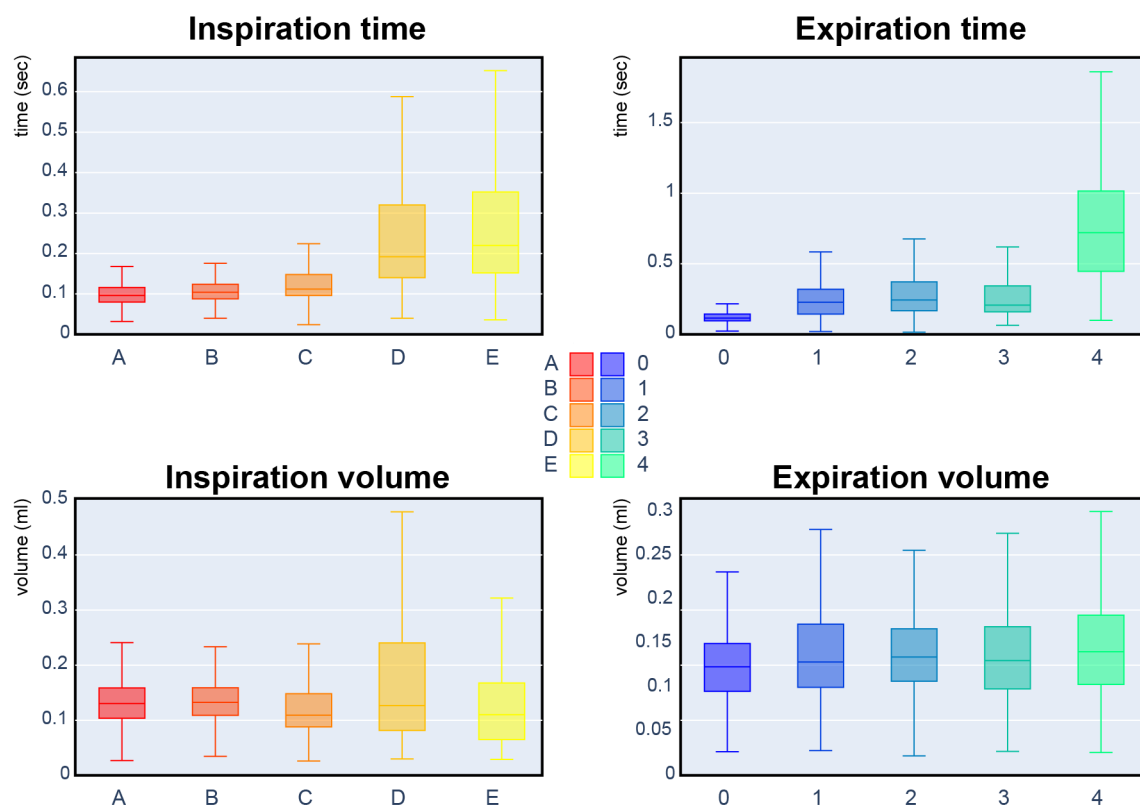 Inspiration time
time (sec)
0.6
0.5
0.4
0.3
0.2
0.1
0
A B C D E
Expiration time
time (sec)
1.5
1
0.5
0
0 1 2 3 4
A 0
B 1
C 2
D 3
E 4
Inspiration volume
volume (ml)
0.5
0.4
0.3
0.2
0.1
0
A B C D E
Expiration volume
volume (ml)
0.3
0.25
0.2
0.15
0.1
0.05
0
0 1 2 3 4